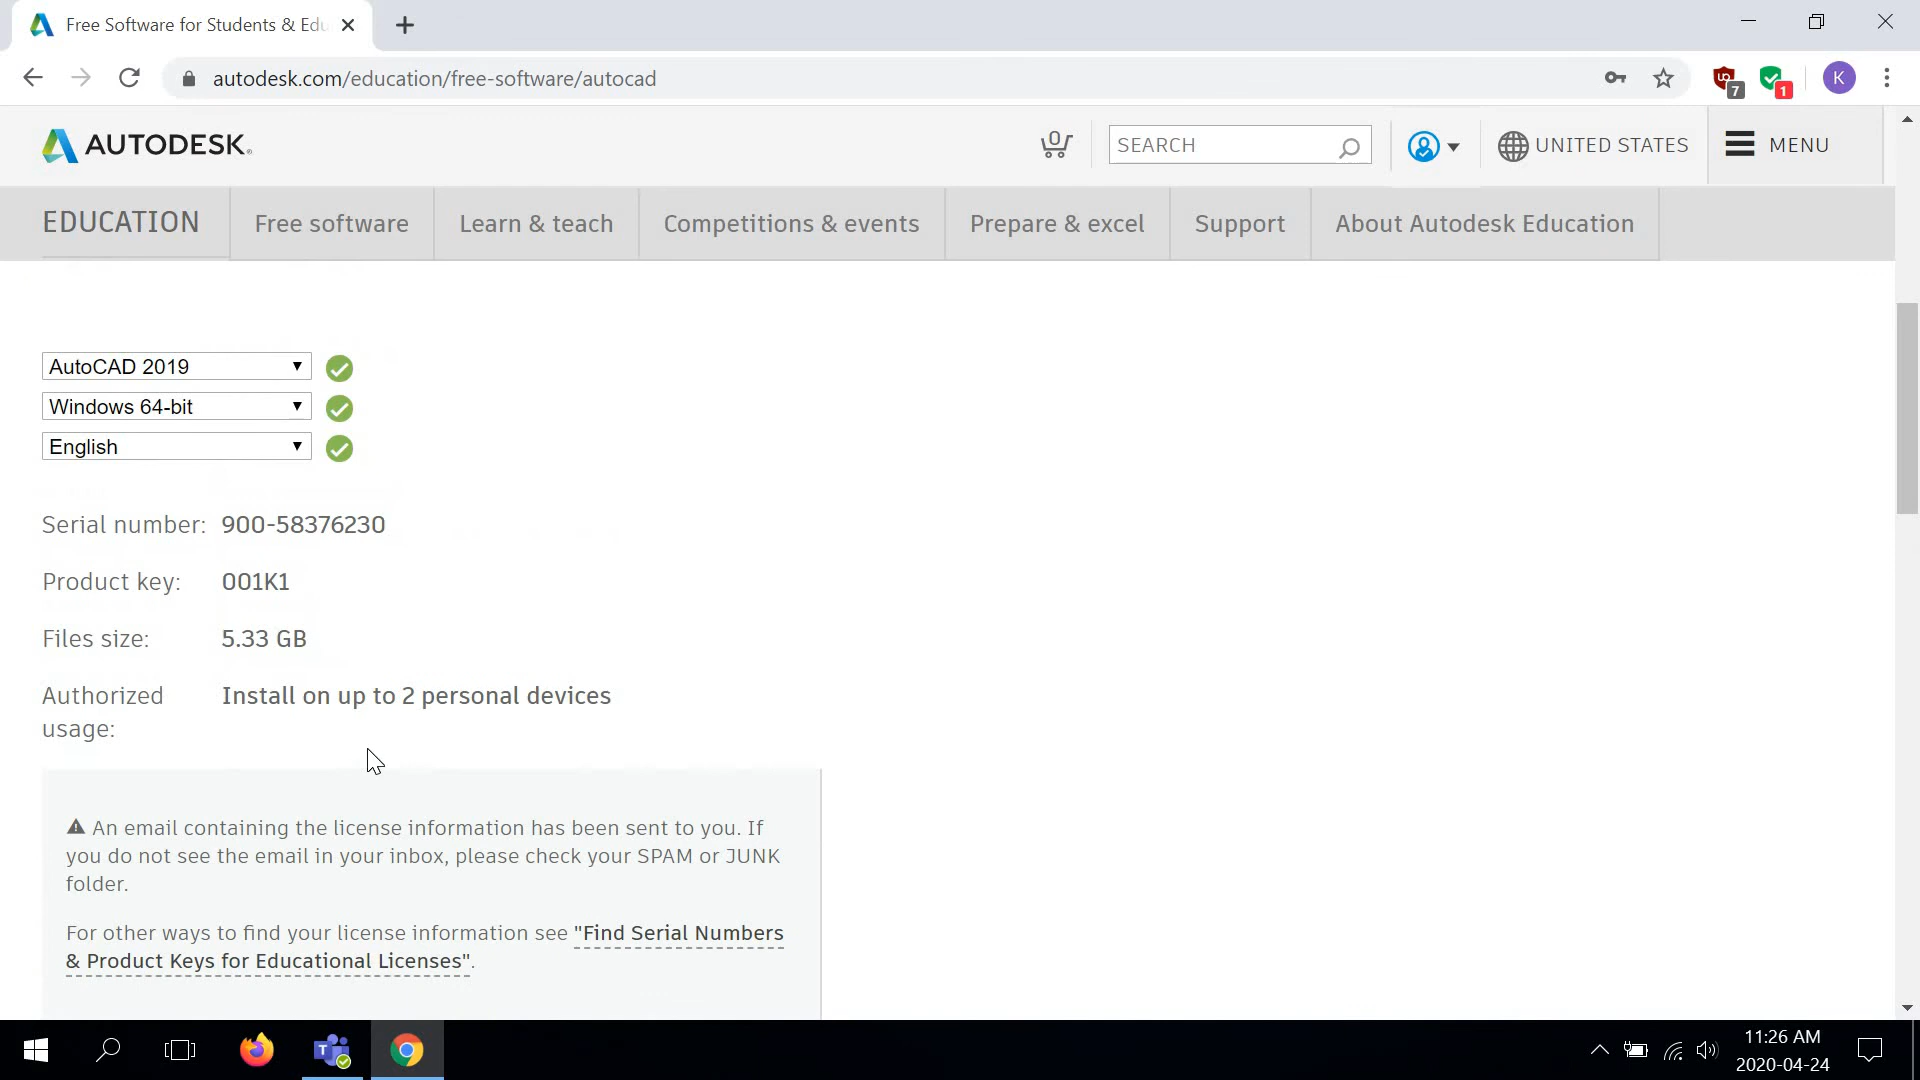 Free Software for Students & Edu
autodesk.com/education/free-software/autocad
7
1
K
AUTODESK.
0
SEARCH
UNITED STATES
MENU
EDUCATION
Free software
Learn & teach
Competitions & events
Prepare & excel
Support
About Autodesk Education
AutoCAD 2019
Windows 64-bit
English
Serial number: 900-58376230
Product key: 001K1
Files size: 5.33 GB
Authorized Install on up to 2 personal devices
usage:
An email containing the license information has been sent to you. If
you do not see the email in your inbox, please check your SPAM or JUNK
folder.
For other ways to find your license information see "Find Serial Numbers
& Product Keys for Educational Licenses".
11:26 AM
2020-04-24